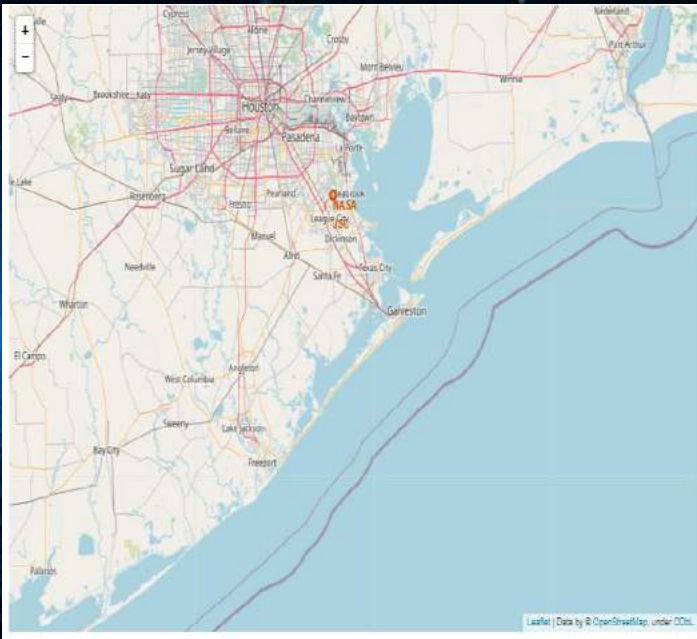 Cypress
Aldine
Nederland
+
Crosby
Port Arthur
Jersey Village
−
Mont Belvieu
Winnie
Sealy
Brookshire
Katy
Houston
Channelview
Baytown
Bellaire
Pasadena
La Porte
Sugar Land
Rosenberg
Fresno
Pearland
NASA
JSC
League City
Manvel
Dickinson
Alvin
Needville
Santa Fe
Texas City
Wharton
Galveston
El Campo
Angleton
West Columbia
Sweeny
Lake Jackson
Bay City
Freeport
Palacios
Leaflet | Data by © OpenStreetMap, under ODbL.